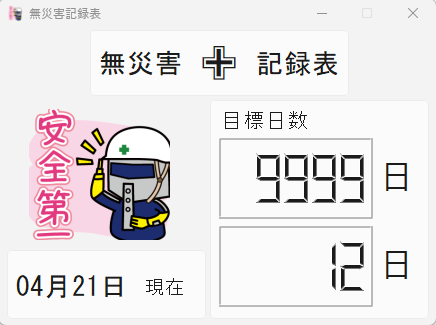 無災害記録表
無災害 記録表
安全第一
目標日数
9999 日
12 日
04月21日 現在